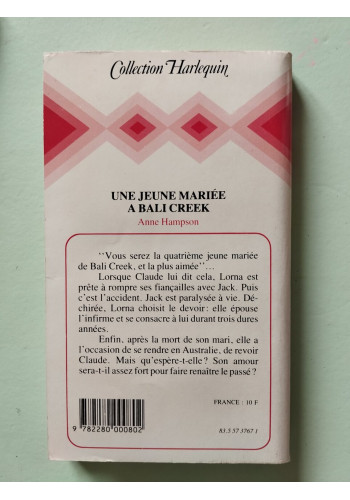 Collection Harlequin
UNE JEUNE MARIÉE
A BALI CREEK
Anne Hampson
''Vous serez la quatrième jeune mariée
de Bali Creek, et la plus aimée''...
Lorsque Claude lui dit cela, Lorna est
prête à rompre ses fiançailles avec Jack. Puis
c'est l'accident. Jack est paralysée à vie. Dé-
chirée, Lorna choisit le devoir: elle épouse
l'infirme et se consacre à lui durant trois dures
années.
Enfin, après la mort de son mari, elle a
l'occasion de se rendre en Australie, de revoir
Claude. Mais qu'espère-t-elle? Son amour
sera-t-il assez fort pour faire renaître le passé?
FRANCE: 10 F
9 782280 000802
83.5 57 3767 1